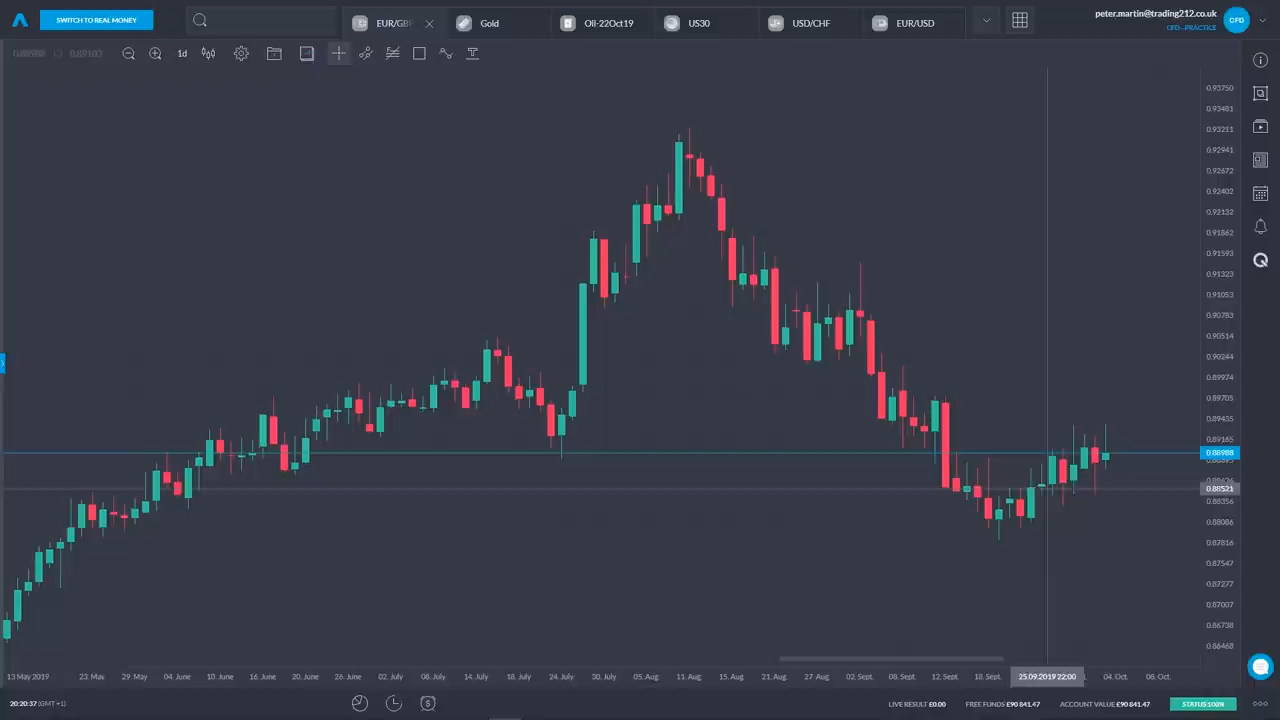 SWITCH TO REAL MONEY
EUR/GBP
Gold
Oil-22Oct19
US30
USD/CHF
EUR/USD
peter.martin@trading212.co.uk
CFD - PRACTICE
CFD
0.88988
0.89103
1d
0.93750
0.93481
0.93211
0.92941
0.92672
0.92402
0.92132
0.91862
0.91593
0.91323
0.91053
0.90783
0.90514
0.90244
0.89974
0.89705
0.89435
0.89165
0.88988
0.88521
0.88356
0.88086
0.87816
0.87547
0.87277
0.87007
0.86738
0.86468
13 May 2019
23. May
29. May
04. June
10. June
16. June
20. June
26. June
02. July
08. July
14. July
18. July
24. July
30. July
05. Aug
11. Aug
15. Aug
21. Aug
27. Aug
02. Sept
08. Sept.
12. Sept
18. Sept.
25.09.2019 22:00
04. Oct
08. Oct.
20:20:37 (GMT +1)
LIVE RESULT £0.00
FREE FUNDS £90 841.47
ACCOUNT VALUE £90 841.47